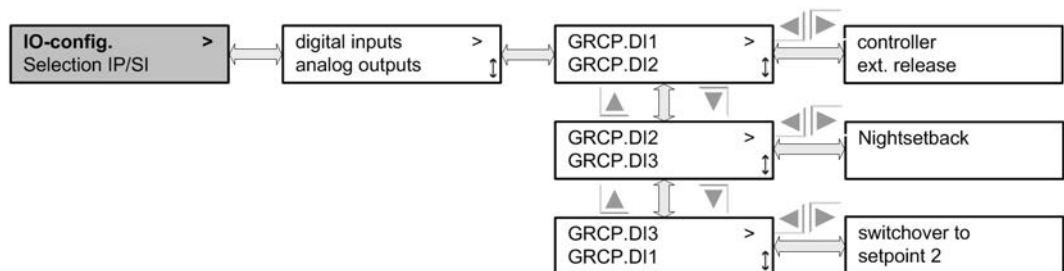 IO-config. >
Selection IP/SI
digital inputs >
analog outputs ↕
GRCP.DI1 >
GRCP.DI2 ↕
controller
ext. release
GRCP.DI2 >
GRCP.DI3 ↕
Nightsetback
GRCP.DI3 >
GRCP.DI1 ↕
switchover to
setpoint 2